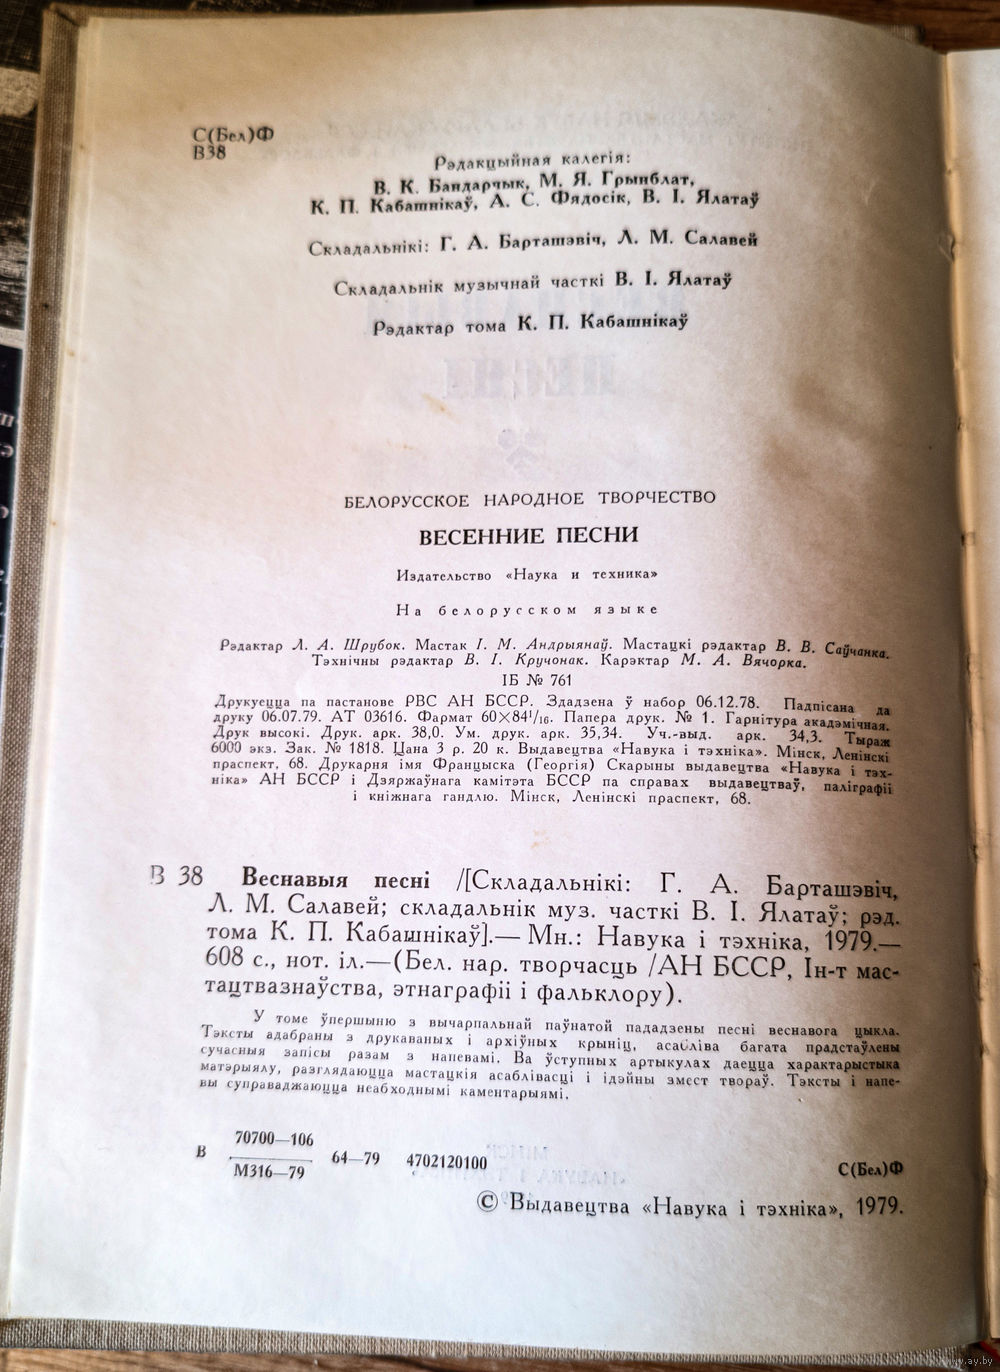 С(Бел)Ф
В38
Рэдакцыйная калегія:
В. К. Бандарчык, М. Я. Грынблат,
К. П. Кабашнікаў, А. С. Фядосік, В. І. Ялатаў
Складальнікі: Г. А. Барташэвіч, Л. М. Салавей
Складальнік музычнай часткі В. І. Ялатаў
Рэдактар тома К. П. Кабашнікаў
БЕЛОРУССКОЕ НАРОДНОЕ ТВОРЧЕСТВО
ВЕСЕННИЕ ПЕСНИ
Издательство «Наука и техника»
На белорусском языке
Рэдактар Л. А. Шрубок. Мастак І. М. Андрыянаў. Мастацкі рэдактар В. В. Саўчанка.
Тэхнічны рэдактар В. І. Кручонак. Карэктар М. А. Вячорка.
ІБ № 761
Друкуецца па пастанове РВС АН БССР. Здадзена ў набор 06.12.78. Падпісана да
друку 06.07.79. АТ 03616. Фармат 60×84¹/₁₆. Папера друк. № 1. Гарнітура акадэмічная.
Друк высокі. Друк. арк. 38,0. Ум. друк. арк. 35,34. Уч.-выд. арк. 34,3. Тыраж
6000 экз. Зак. № 1818. Цана 3 р. 20 к. Выдавецтва «Навука і тэхніка». Мінск, Ленінскі
праспект, 68. Друкарня імя Францыска (Георгія) Скарыны выдавецтва «Навука і тэх-
ніка» АН БССР і Дзяржаўнага камітэта БССР па справах выдавецтваў, паліграфіі
і кніжнага гандлю. Мінск, Ленінскі праспект, 68.
В 38 Веснавыя песні /[Складальнікі: Г. А. Барташэвіч,
Л. М. Салавей; складальнік муз. часткі В. І. Ялатаў; рэд.
тома К. П. Кабашнікаў].— Мн.: Навука і тэхніка, 1979.—
608 с., нот. іл.—(Бел. нар. творчасць /АН БССР, Ін-т мас-
тацтвазнаўства, этнаграфіі і фальклору).
У томе ўпершыню з вычарпальнай паўнатой пададзены песні веснавога цыкла.
Тэксты адабраны з друкаваных і архіўных крыніц, асабліва багата прадстаўлены
сучасныя запісы разам з напевамі. Ва ўступных артыкулах даецца характарыстыка
матэрыялу, разглядаюцца мастацкія асаблівасці і ідэйны змест твораў. Тэксты і напе-
вы суправаджаюцца неабходнымі каментарыямі.
70700—106
В 64—79 4702120100
М316—79
С(Бел)Ф
© Выдавецтва «Навука і тэхніка», 1979.
www.ay.by